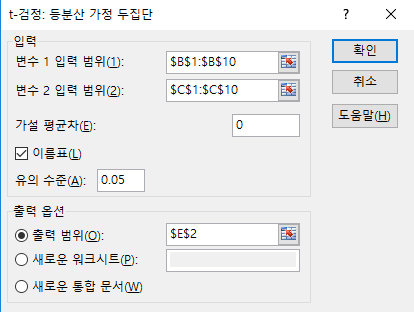 t-검정: 등분산 가정 두집단 ? ×
입력
변수 1 입력 범위(1): $B$1:$B$10
변수 2 입력 범위(2): $C$1:$C$10
가설 평균차(E): 0
이름표(L)
유의 수준(A): 0.05
확인
취소
도움말(H)
출력 옵션
출력 범위(O): $E$2
새로운 워크시트(P):
새로운 통합 문서(W)